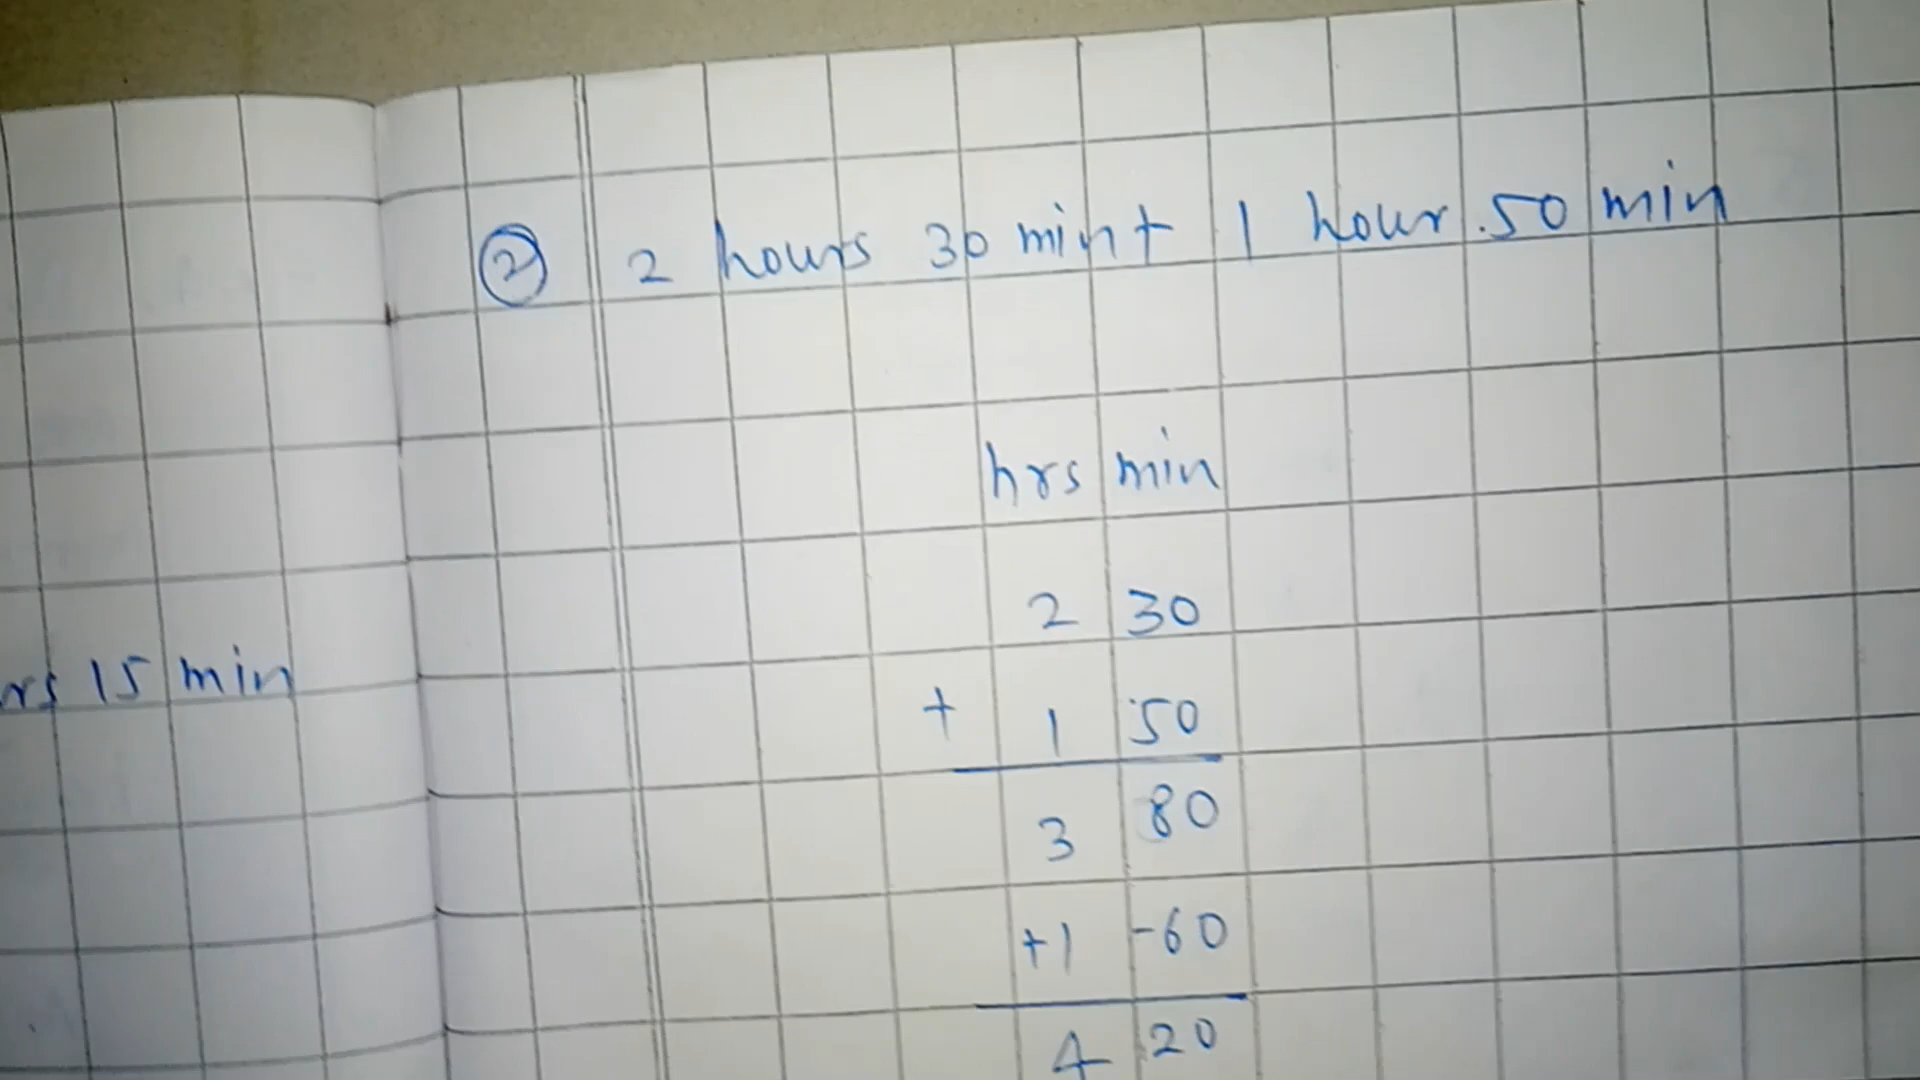 ② 2 hours 30 min + 1 hour 50 min
hrs min
2 30
+ 1 50
3 80
+1 -60
4 20
15 min